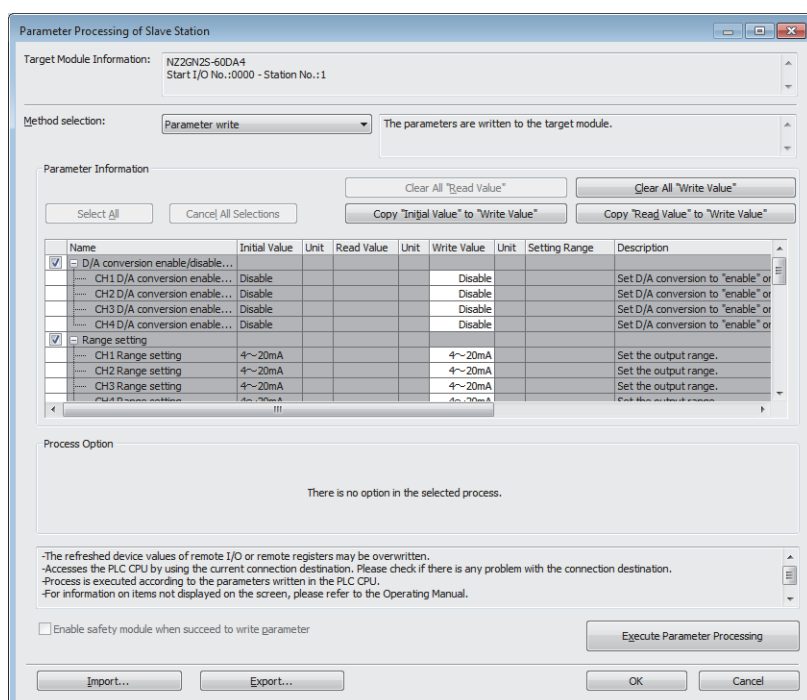 Parameter Processing of Slave Station
Target Module Information:
NZ2GN2S-60DA4
Start I/O No.:0000 - Station No.:1
Method selection:
Parameter write
The parameters are written to the target module.
Parameter Information
Clear All "Read Value"
Clear All "Write Value"
Select All
Cancel All Selections
Copy "Initial Value" to "Write Value"
Copy "Read Value" to "Write Value"
Name Initial Value Unit Read Value Unit Write Value Unit Setting Range Description
D/A conversion enable/disable...
CH1 D/A conversion enable... Disable Disable Set D/A conversion to "enable" or
CH2 D/A conversion enable... Disable Disable Set D/A conversion to "enable" or
CH3 D/A conversion enable... Disable Disable Set D/A conversion to "enable" or
CH4 D/A conversion enable... Disable Disable Set D/A conversion to "enable" or
Range setting
CH1 Range setting 4～20mA 4～20mA Set the output range.
CH2 Range setting 4～20mA 4～20mA Set the output range.
CH3 Range setting 4～20mA 4～20mA Set the output range.
CH4 Range setting 4～20mA 4～20mA Set the output range.
Process Option
There is no option in the selected process.
-The refreshed device values of remote I/O or remote registers may be overwritten.
-Accesses the PLC CPU by using the current connection destination. Please check if there is any problem with the connection destination.
-Process is executed according to the parameters written in the PLC CPU.
-For information on items not displayed on the screen, please refer to the Operating Manual.
Enable safety module when succeed to write parameter
Execute Parameter Processing
Import...
Export...
OK
Cancel